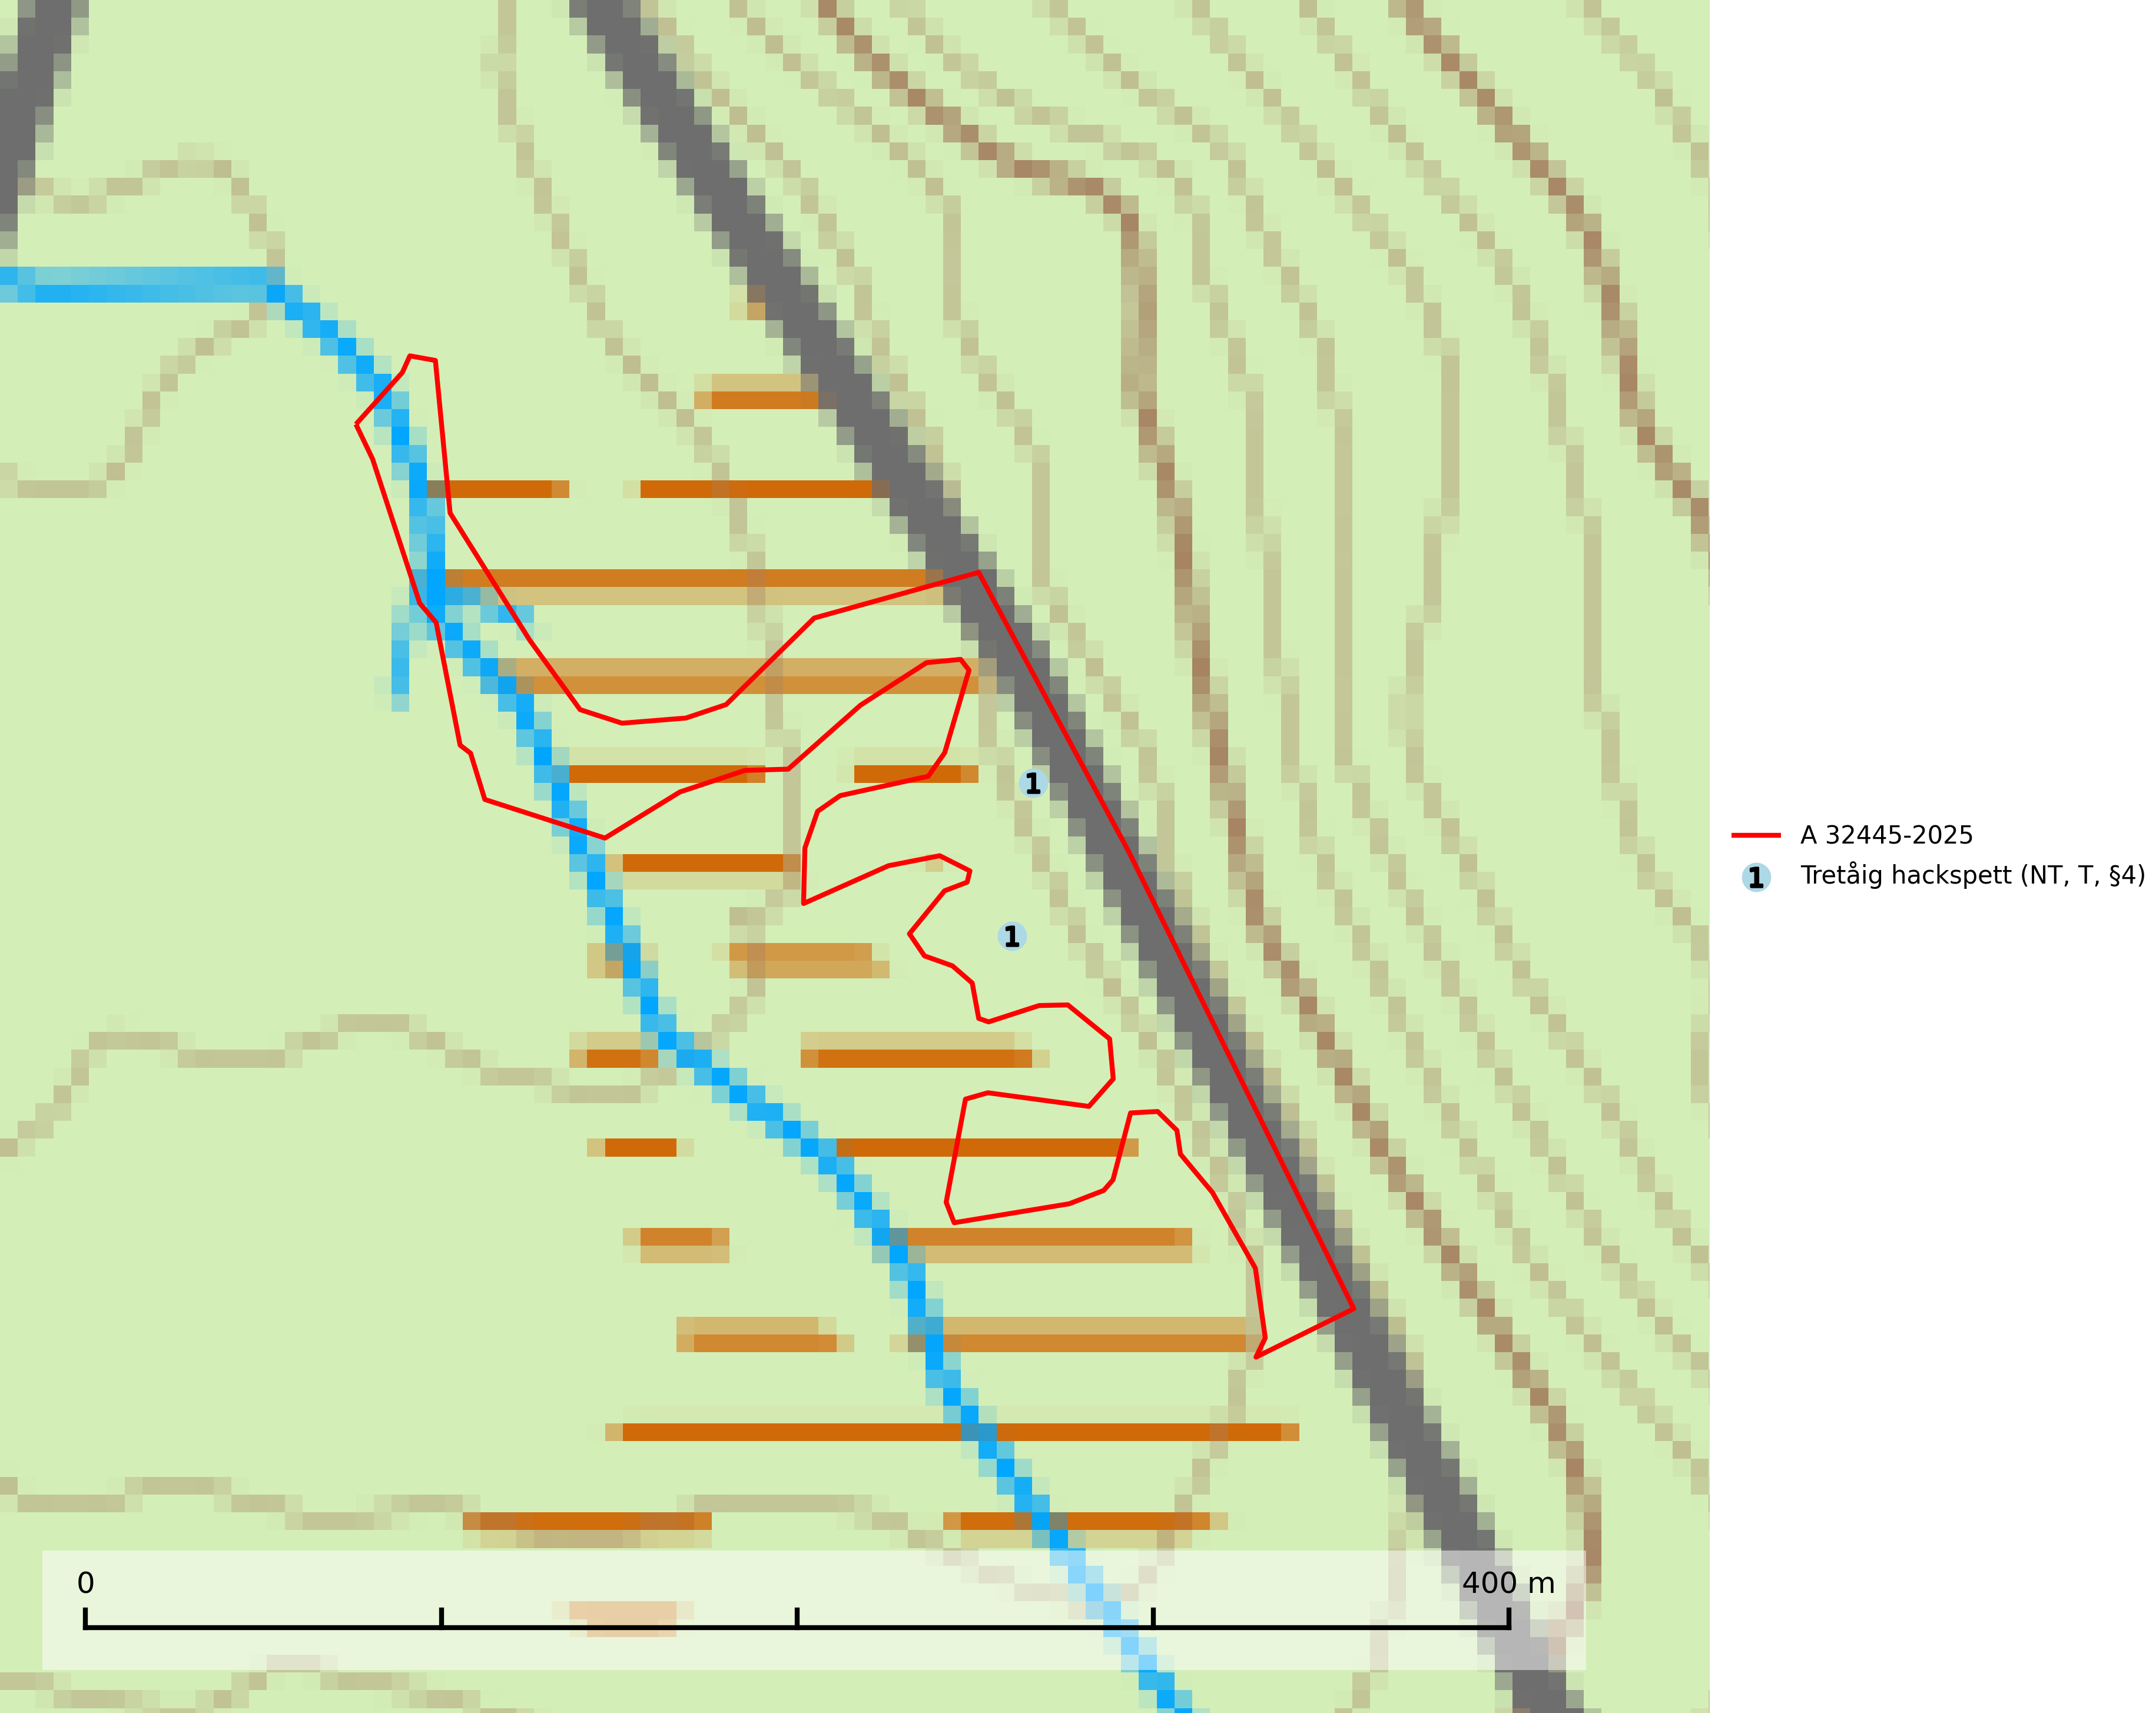 1
1
A 32445-2025
1 Tretåig hackspett (NT, T, §4)
0 400 m